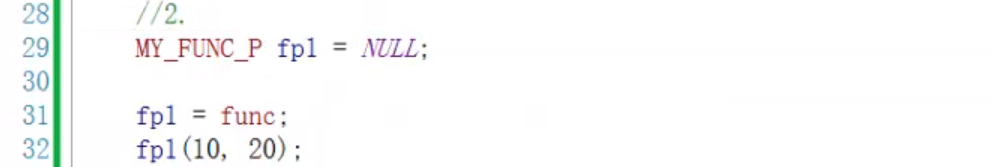 28 //2.
29 MY_FUNC_P fp1 = NULL;
30
31 fp1 = func;
32 fp1(10, 20);